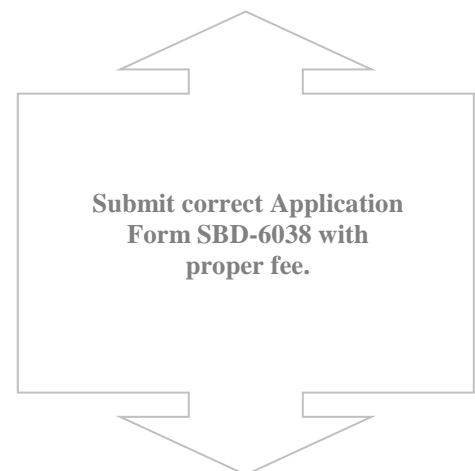 Submit correct Application
Form SBD-6038 with
proper fee.